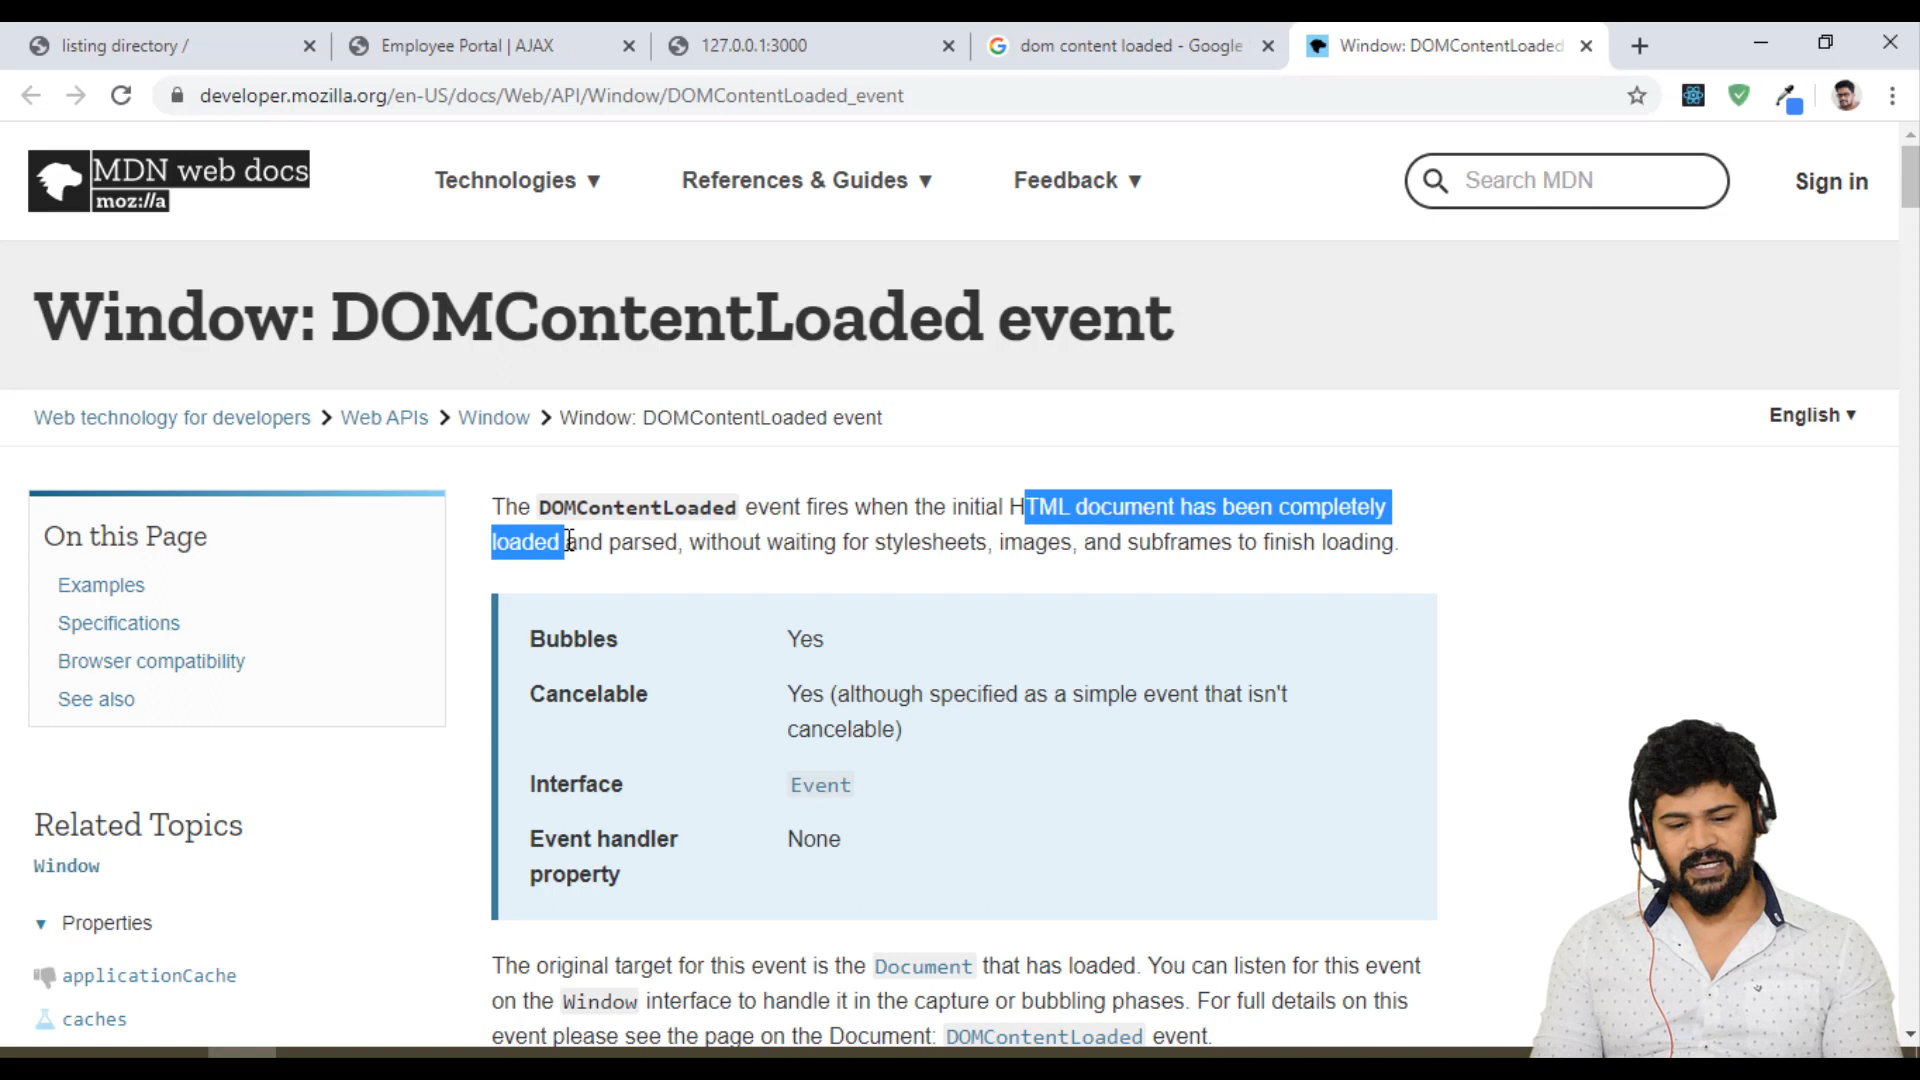 listing directory /
Employee Portal | AJAX
127.0.0.1:3000
dom content loaded - Google
Window: DOMContentLoaded
developer.mozilla.org/en-US/docs/Web/API/Window/DOMContentLoaded_event
MDN web docs
moz://a
Technologies ▼
References & Guides ▼
Feedback ▼
Search MDN
Sign in
Window: DOMContentLoaded event
Web technology for developers > Web APIs > Window > Window: DOMContentLoaded event
English ▼
On this Page
Examples
Specifications
Browser compatibility
See also
Related Topics
Window
▼ Properties
applicationCache
caches
The DOMContentLoaded event fires when the initial HTML document has been completely
loaded and parsed, without waiting for stylesheets, images, and subframes to finish loading.
Bubbles Yes
Cancelable Yes (although specified as a simple event that isn't
cancelable)
Interface Event
Event handler None
property
The original target for this event is the Document that has loaded. You can listen for this event
on the Window interface to handle it in the capture or bubbling phases. For full details on this
event please see the page on the Document: DOMContentLoaded event.